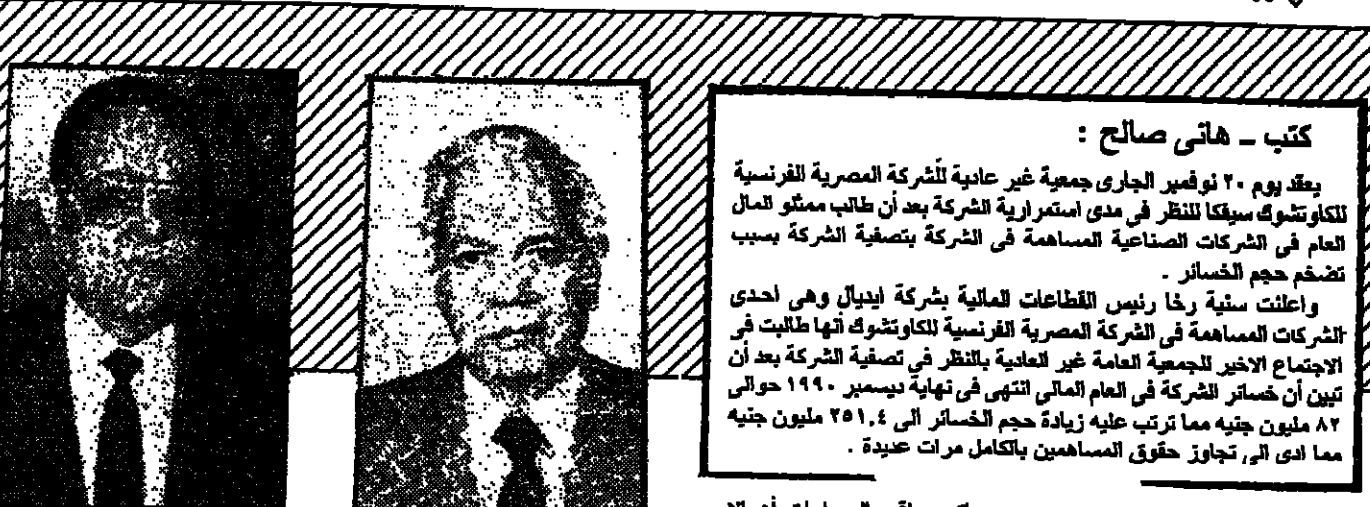 كتب ــ هانى صالح :
يعقد يوم ٢٠ نوفمبر الجارى جمعية غير عادية للشركة المصرية الفرنسية
للكاوتشوك سيفكا للنظر فى مدى استمرارية الشركة بعد أن طالب ممثلو المال
العام فى الشركات الصناعية المساهمة فى الشركة بتصفية الشركة بسبب
تضخم حجم الخسائر .
واعلنت سنية رخا رئيس القطاعات المالية بشركة ايديال وهى احدى
الشركات المساهمة فى الشركة المصرية الفرنسية للكاوتشوك أنها طالبت فى
الاجتماع الاخير للجمعية العامة غير العادية بالنظر فى تصفية الشركة بعد أن
تبين أن خسائر الشركة فى العام المالى انتهى فى نهاية ديسمبر ١٩٩٠ حوالى
٨٢ مليون جنيه مما ترتب عليه زيادة حجم الخسائر الى ٢٥١,٤ مليون جنيه
مما ادى الى تجاوز حقوق المساهمين بالكامل مرات عديدة .